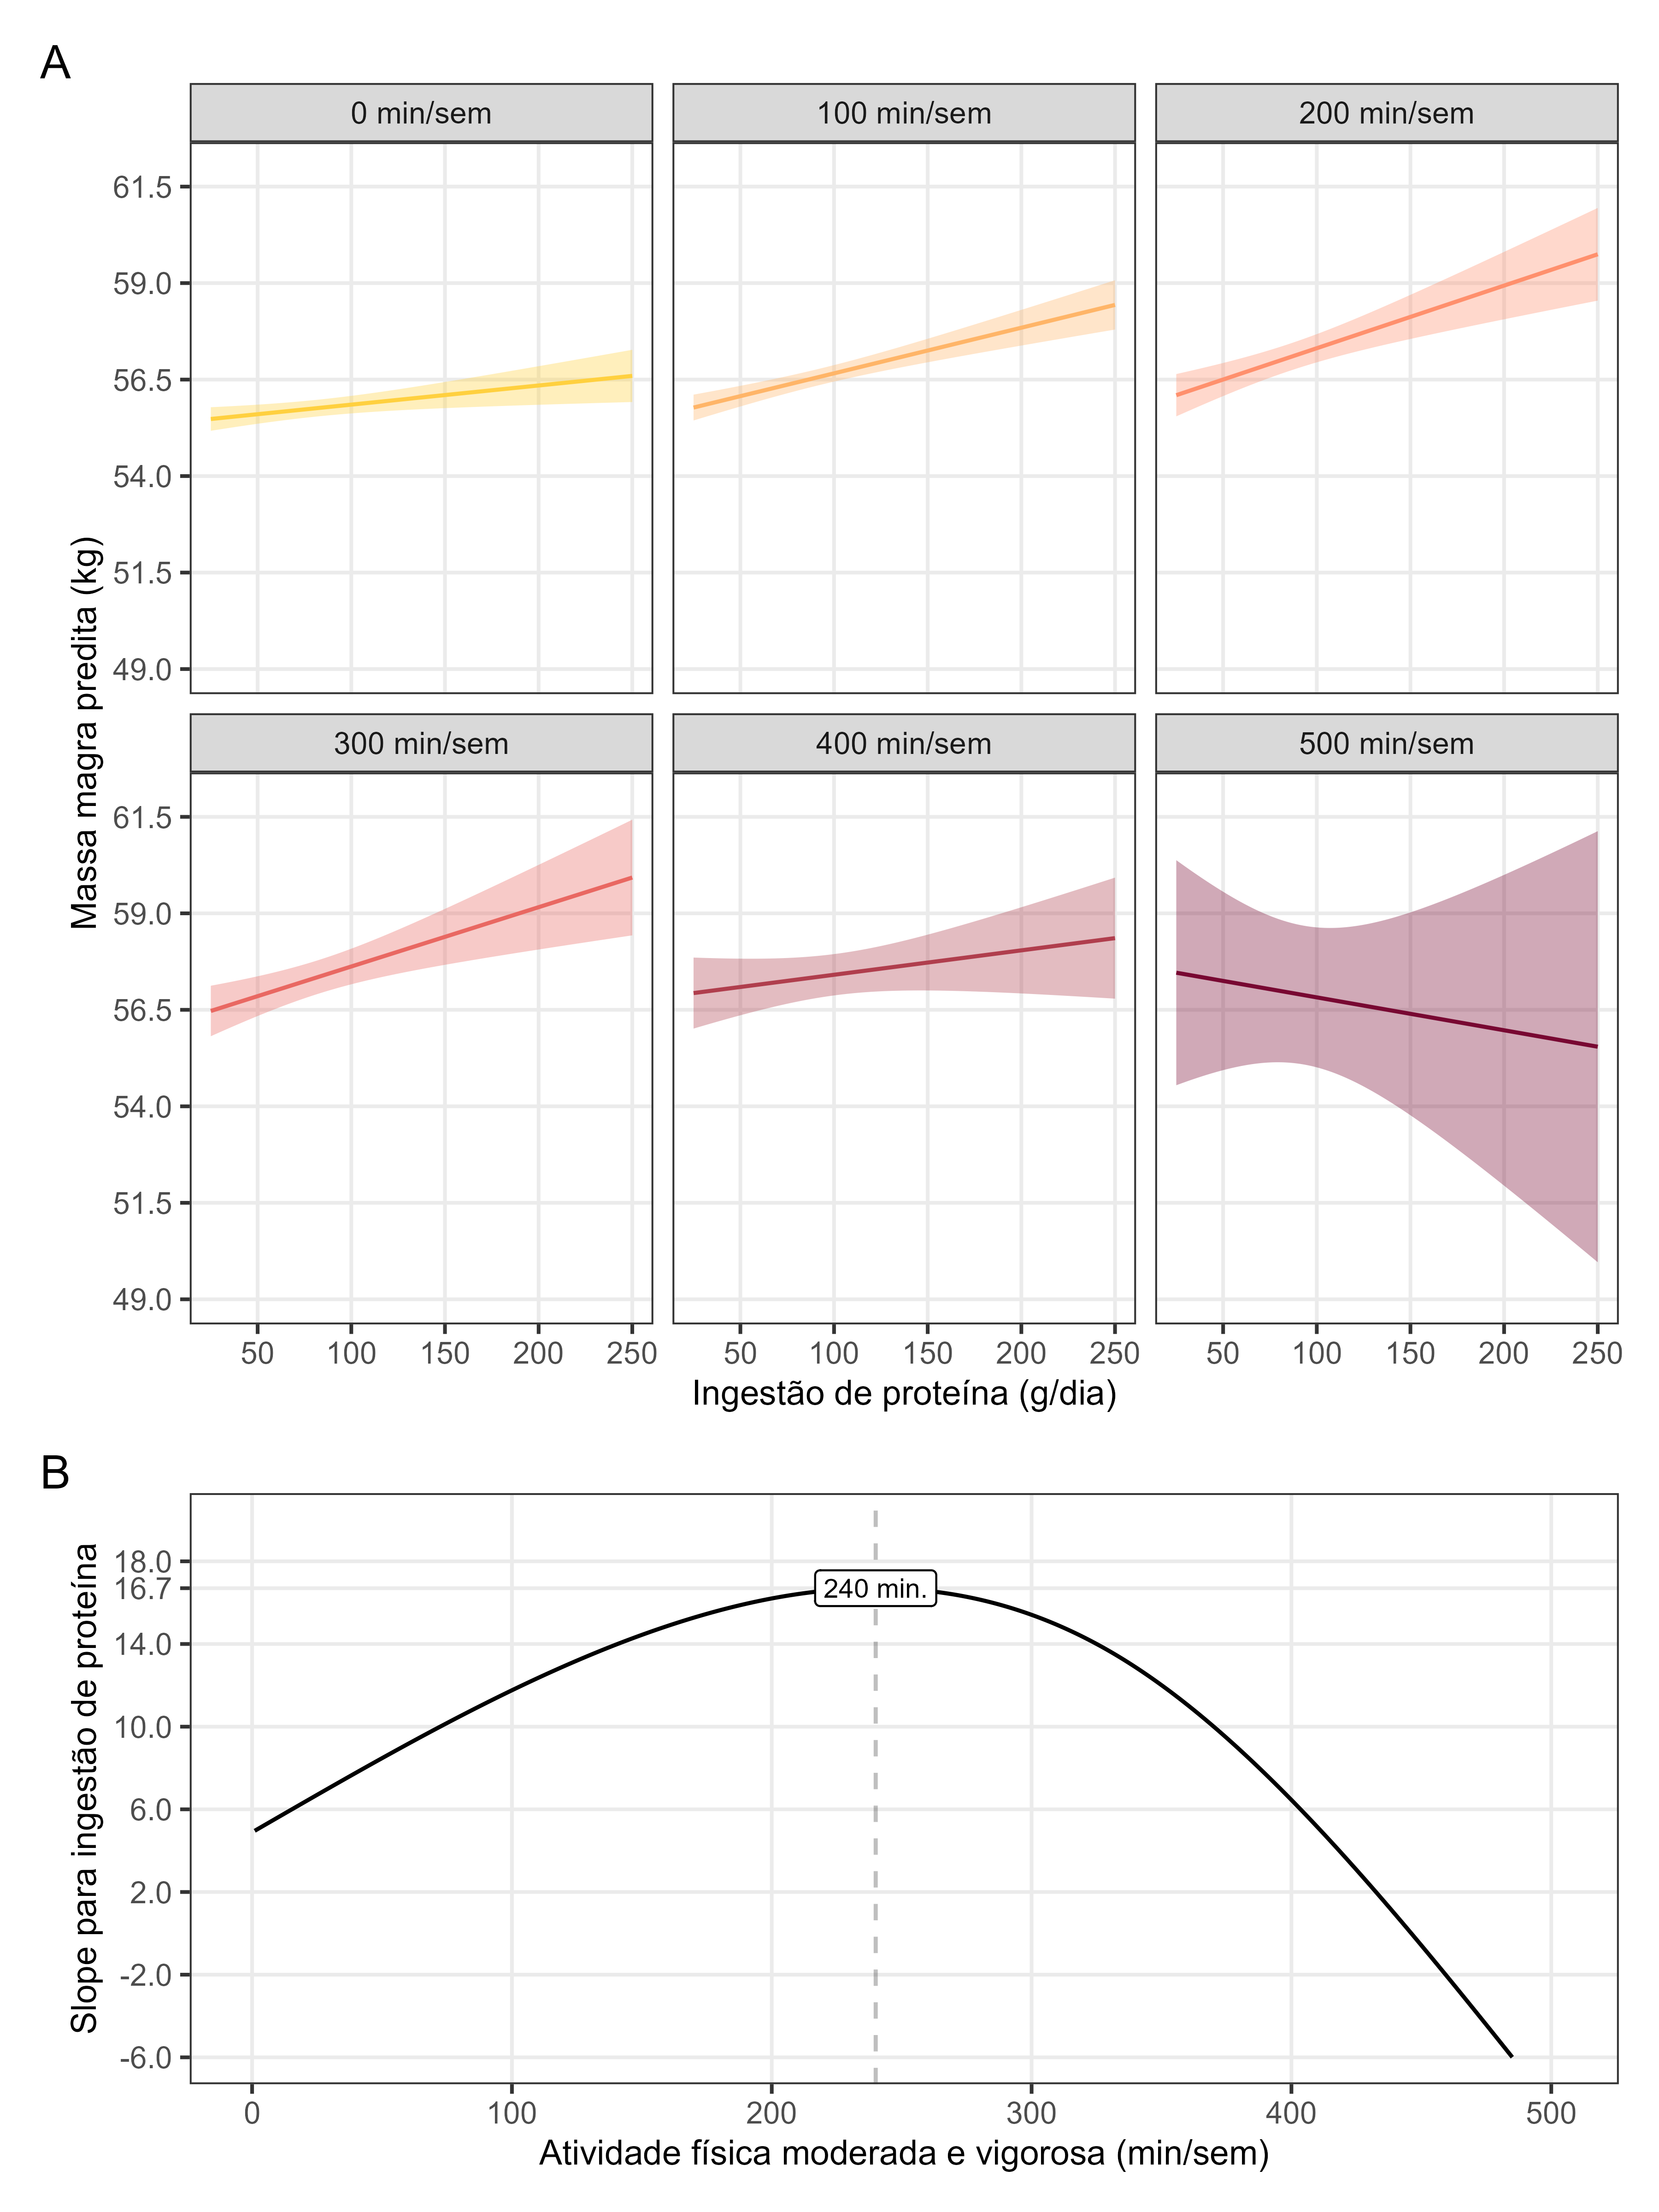 A
0 min/sem
100 min/sem
200 min/sem
61.5
59.0
56.5
54.0
51.5
49.0
300 min/sem
400 min/sem
500 min/sem
61.5
59.0
56.5
54.0
51.5
49.0
Massa magra predita (kg)
50 100 150 200 250
50 100 150 200 250
50 100 150 200 250
Ingestão de proteína (g/dia)
B
18.0
16.7
14.0
10.0
6.0
2.0
-2.0
-6.0
Slope para ingestão de proteína
240 min.
0 100 200 300 400 500
Atividade física moderada e vigorosa (min/sem)